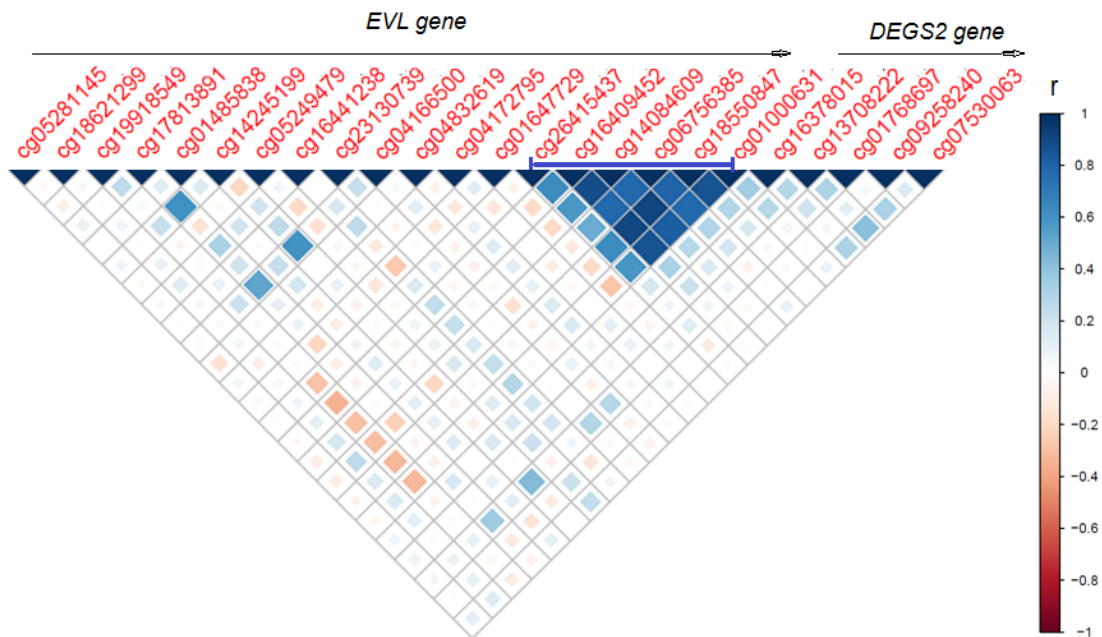 EVL gene
DEGS2 gene
cg05281145
cg18621299
cg19918549
cg17813891
cg01485838
cg14245199
cg05249479
cg16441238
cg23130739
cg04166500
cg04832619
cg04172795
cg01647729
cg26415437
cg16409452
cg14084609
cg06756385
cg18550847
cg01000631
cg16378015
cg13708222
cg01768697
cg09258240
cg07530063
r
1
0.8
0.6
0.4
0.2
0
-0.2
-0.4
-0.6
-0.8
-1